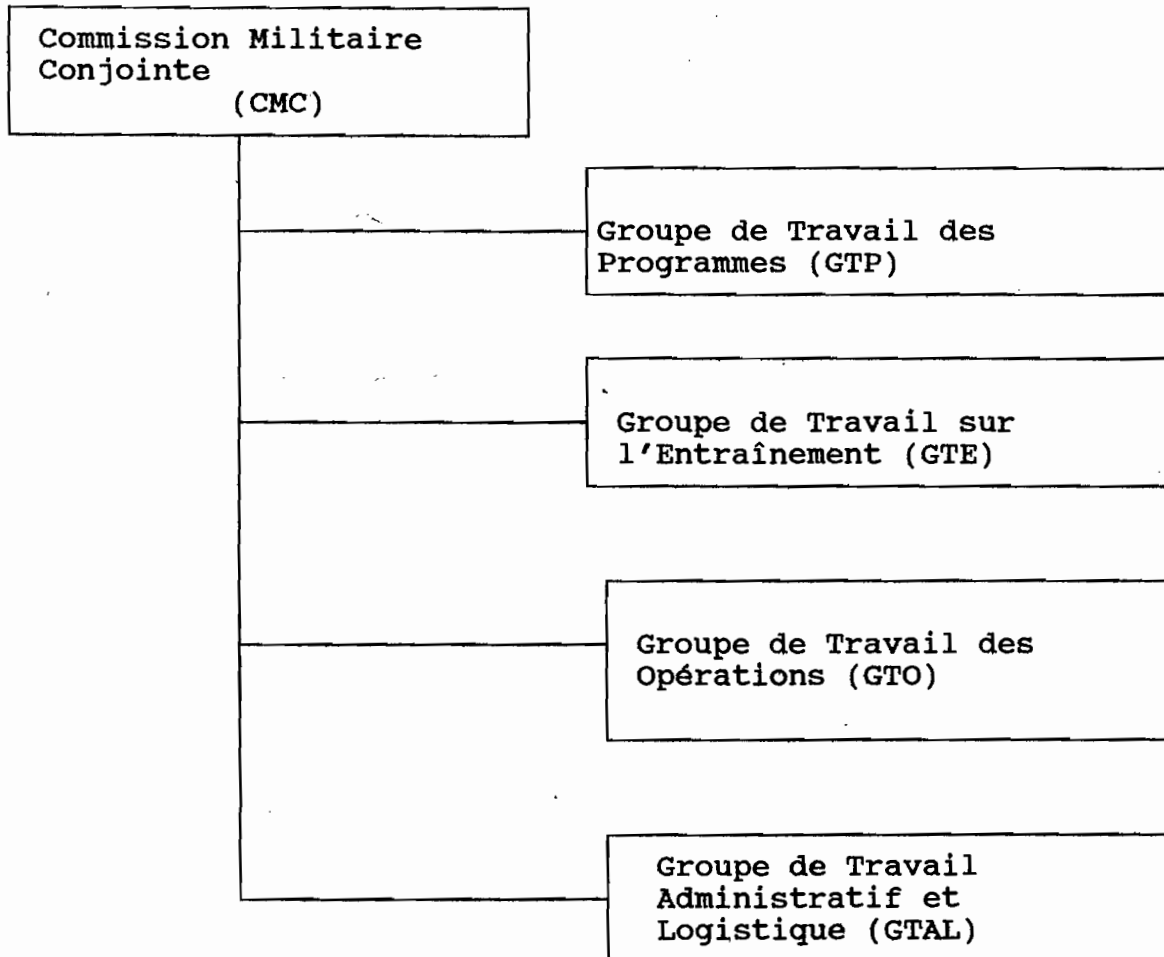 Commission Militaire
Conjointe
(CMC)
Groupe de Travail des
Programmes (GTP)
Groupe de Travail sur
l'Entraînement (GTE)
Groupe de Travail des
Opérations (GTO)
Groupe de Travail
Administratif et
Logistique (GTAL)